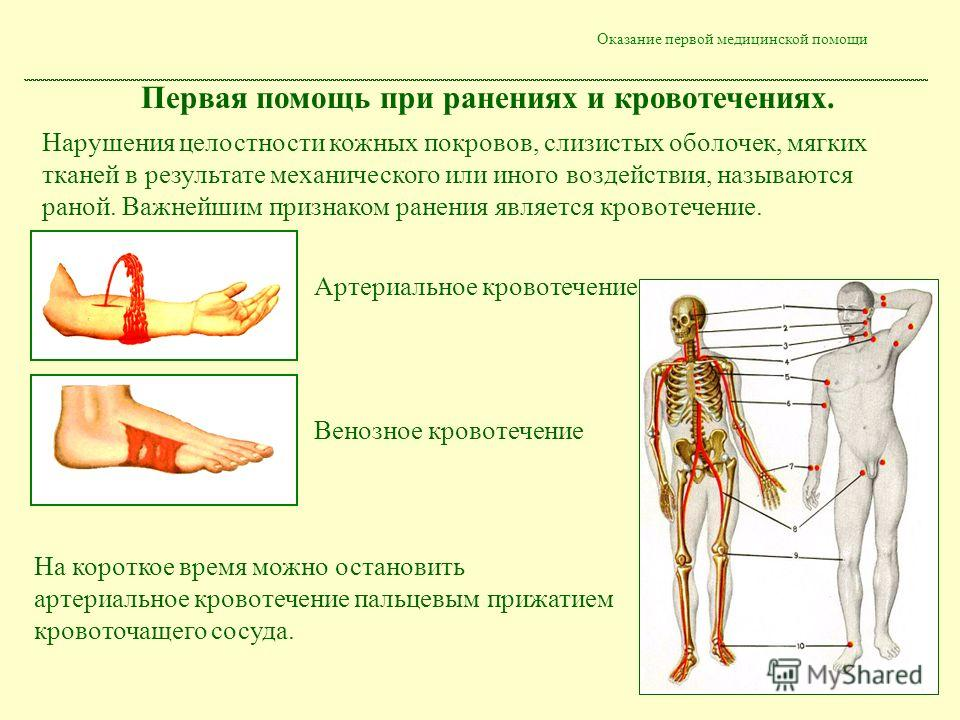 Оказание первой медицинской помощи
Первая помощь при ранениях и кровотечениях.
Нарушения целостности кожных покровов, слизистых оболочек, мягких
тканей в результате механического или иного воздействия, называются
раной. Важнейшим признаком ранения является кровотечение.
Артериальное кровотечение
Венозное кровотечение
На короткое время можно остановить
артериальное кровотечение пальцевым прижатием
кровоточащего сосуда.
1
2
3
4
5
6
7
8
9
10
MyShared